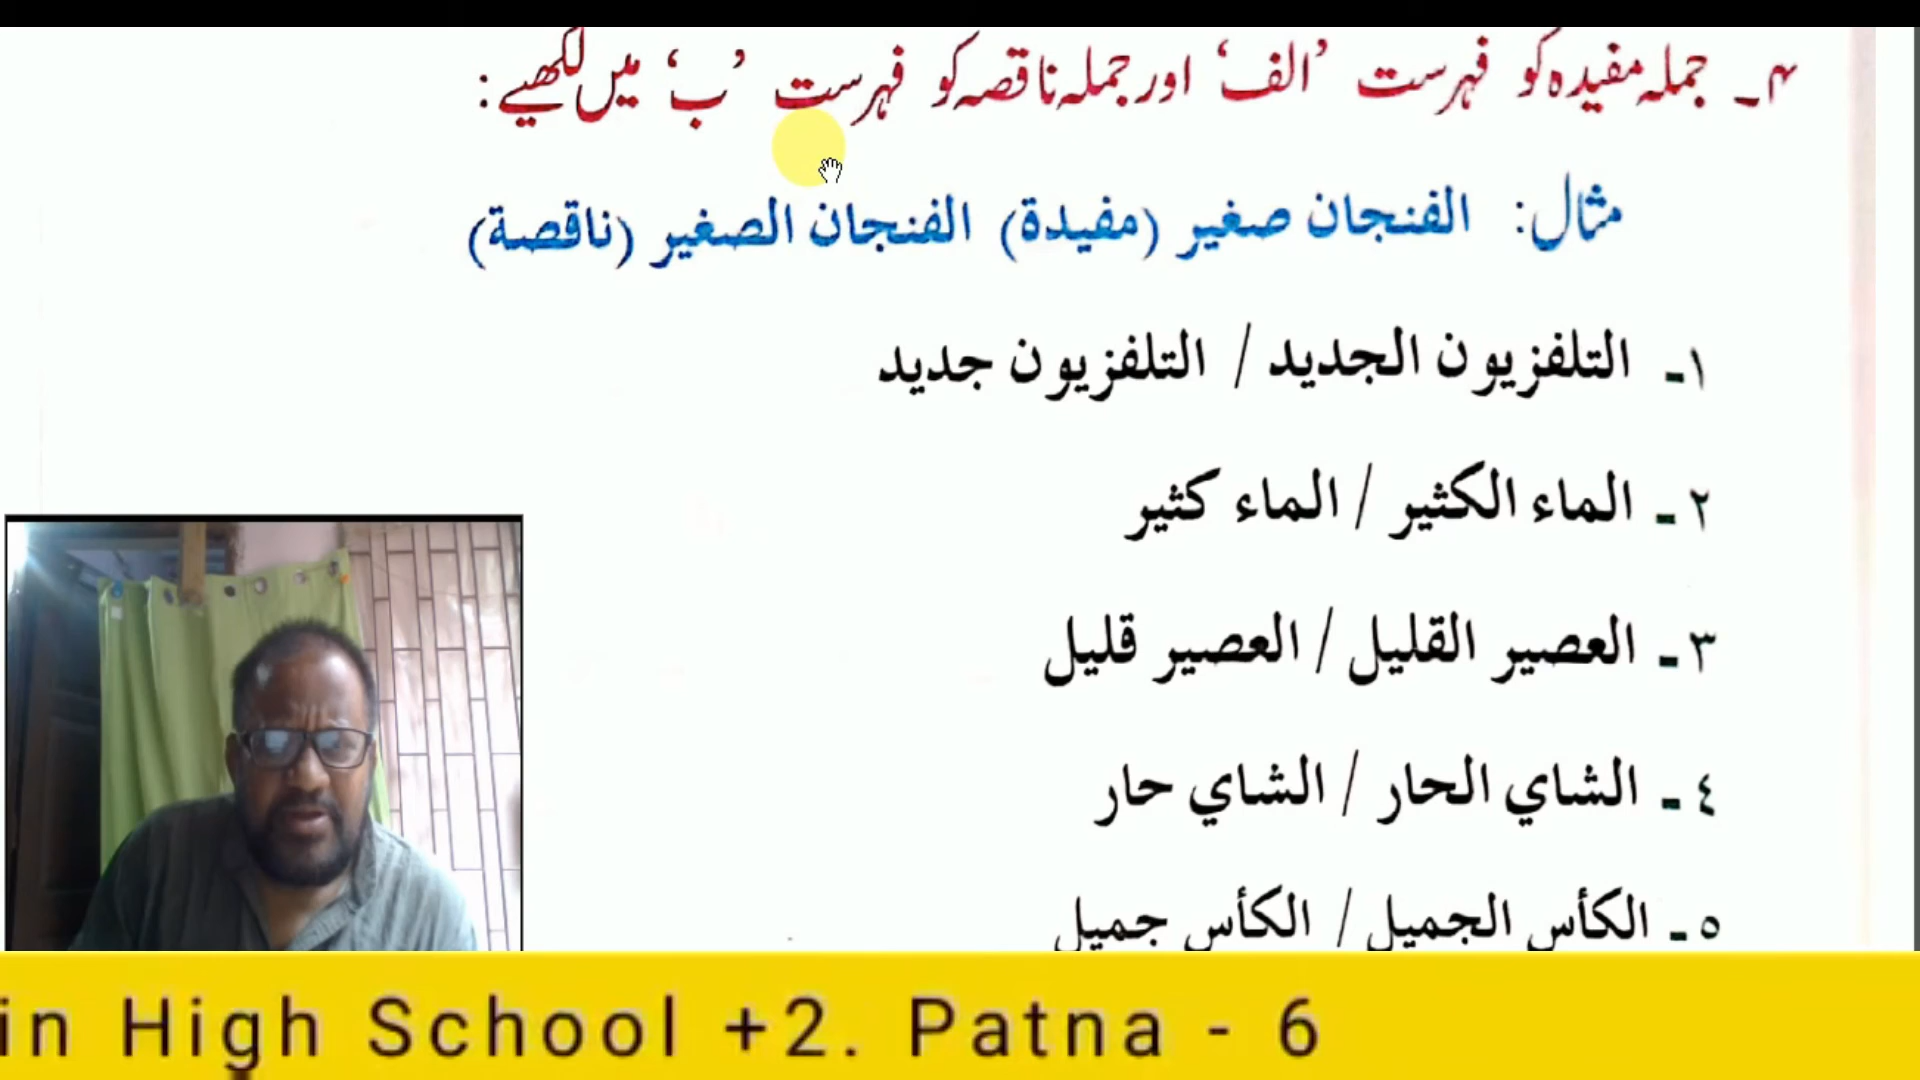 ۴۔ جملہ مفیدہ کو فہرست ’الف‘ اور جملہ ناقصہ کو فہرست ’ب‘ میں لکھیے:
مثال: الفنجان صغير (مفيدة) الفنجان الصغير (ناقصة)
١۔ التلفزيون الجديد / التلفزيون جديد
٢۔ الماء الكثير / الماء كثير
٣۔ العصير القليل / العصير قليل
٤۔ الشاي الحار / الشاي حار
٥۔ الكأس الجميل / الكأس جميل
in High School +2. Patna - 6